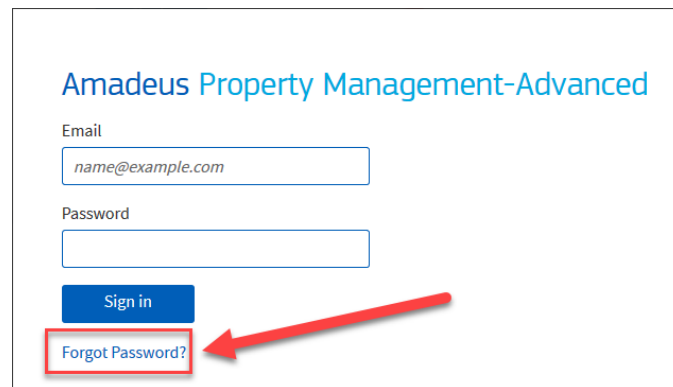 Amadeus Property Management-Advanced
Email
name@example.com
Password
Sign in
Forgot Password?